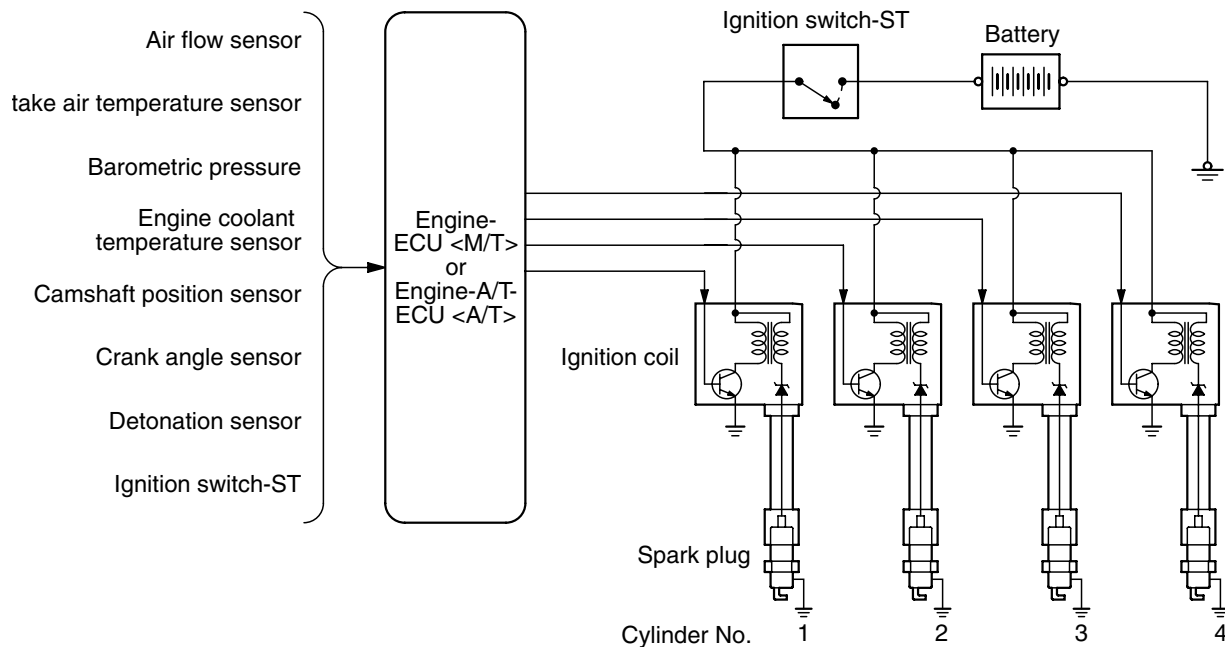 Air flow sensor
take air temperature sensor
Barometric pressure
Engine coolant
temperature sensor
Camshaft position sensor
Crank angle sensor
Detonation sensor
Ignition switch-ST
Engine-
ECU <M/T>
or
Engine-A/T-
ECU <A/T>
Ignition switch-ST
Battery
Ignition coil
Spark plug
Cylinder No. 1 2 3 4